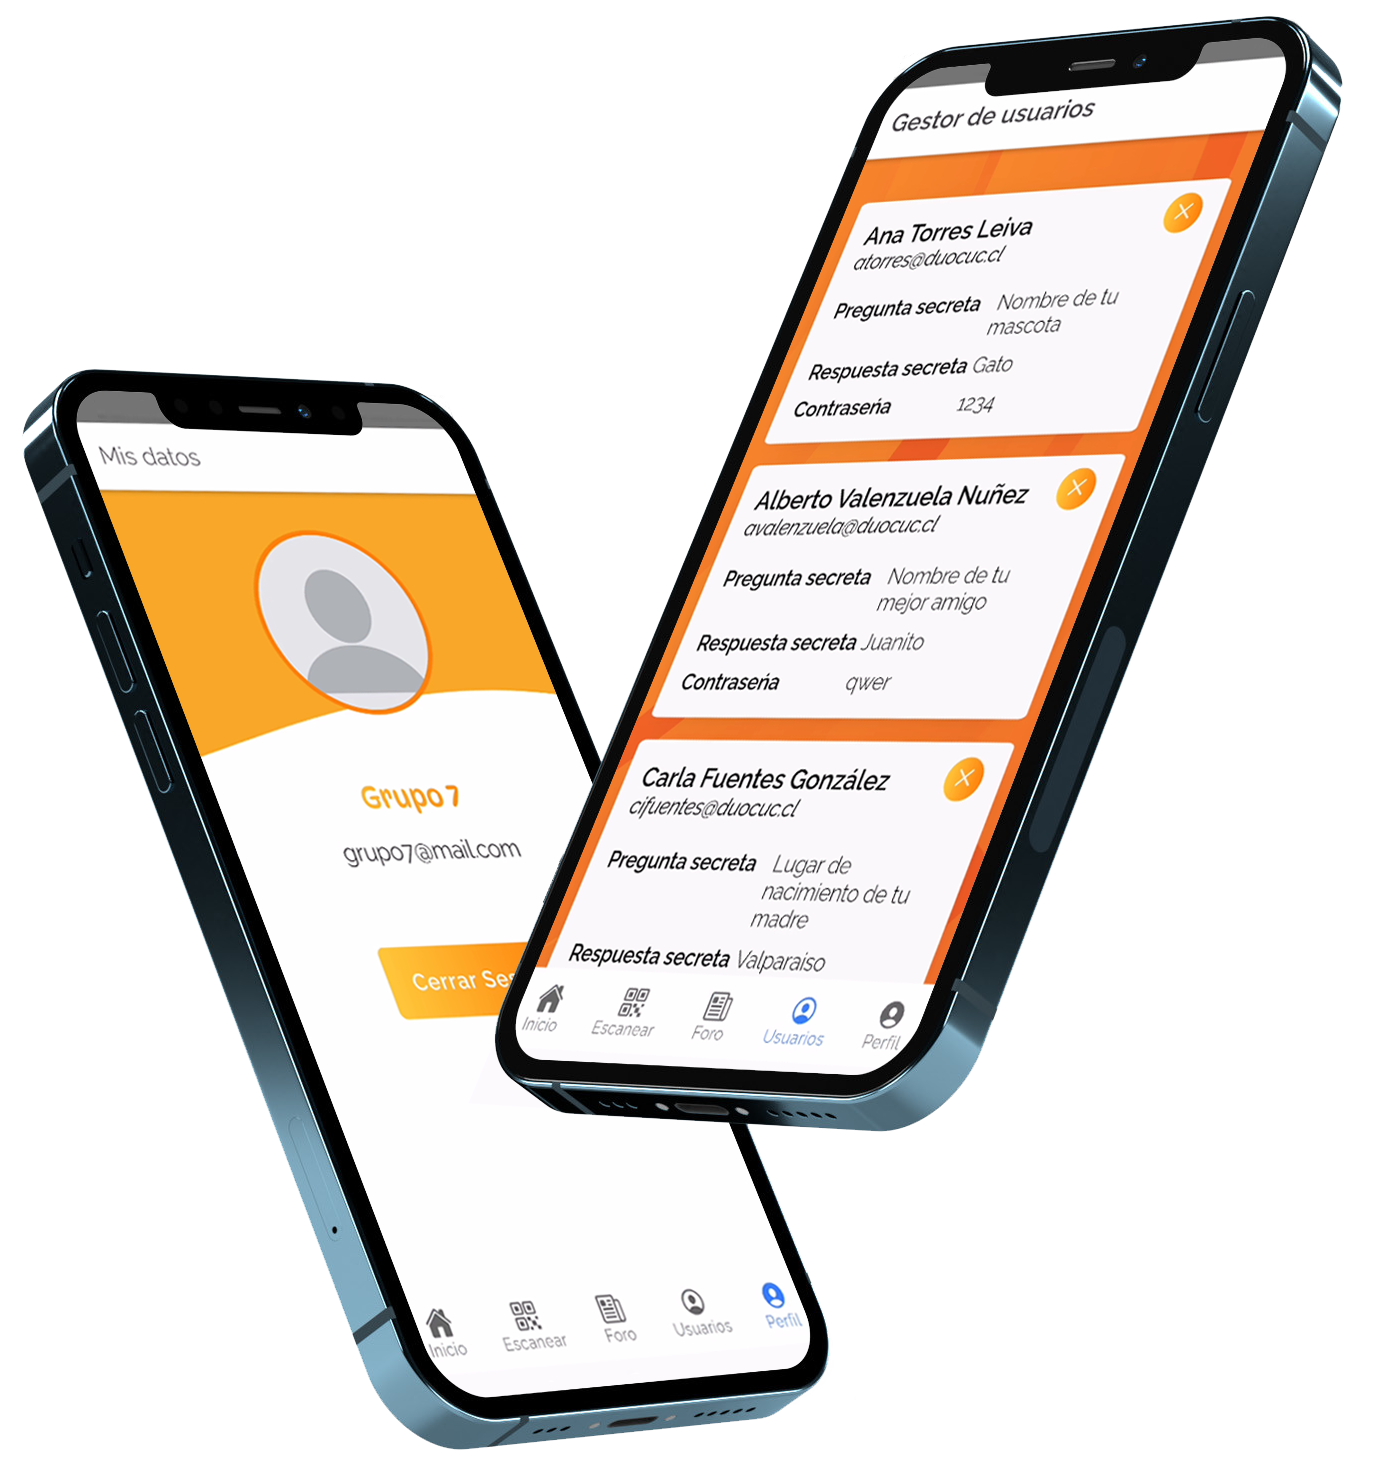 Mis datos
Grupo 7
grupo7@mail.com
Cerrar Ses
Inicio
Escanear
Foro
Usuarios
Perfil
Gestor de usuarios
Ana Torres Leiva
atorres@duocuc.cl
Pregunta secreta Nombre de tu
mascota
Respuesta secreta Gato
Contraseña 1234
Alberto Valenzuela Nuñez
avalenzuela@duocuc.cl
Pregunta secreta Nombre de tu
mejor amigo
Respuesta secreta Juanito
Contraseña qwer
Carla Fuentes González
cifuentes@duocuc.cl
Pregunta secreta Lugar de
nacimiento de tu
madre
Respuesta secreta Valparaiso
Inicio
Escanear
Foro
Usuarios
Perfil